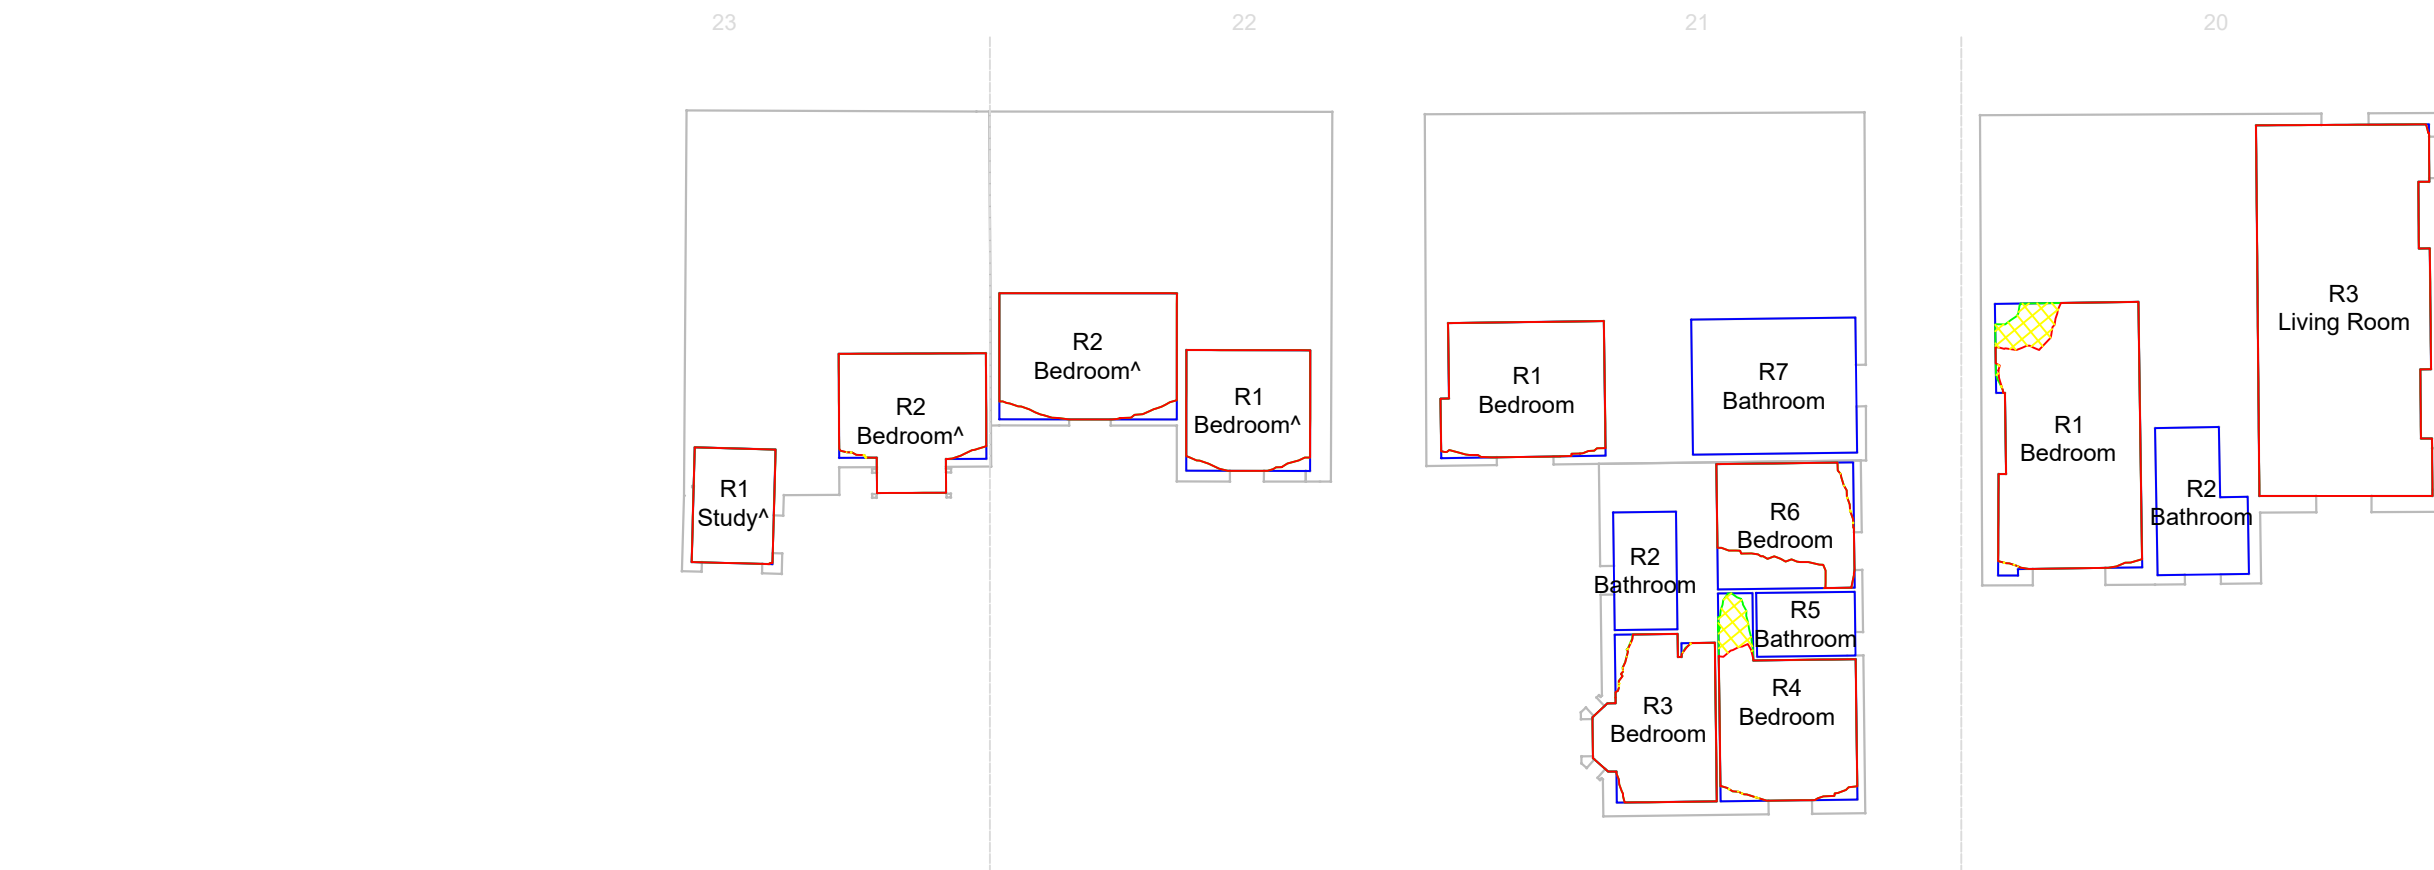 23
22
21
20
R1
Study^
R2
Bedroom^
R2
Bedroom^
R1
Bedroom^
R1
Bedroom
R7
Bathroom
R6
Bedroom
R2
Bathroom
R5
Bathroom
R3
Bedroom
R4
Bedroom
R1
Bedroom
R2
Bathroom
R3
Living Room